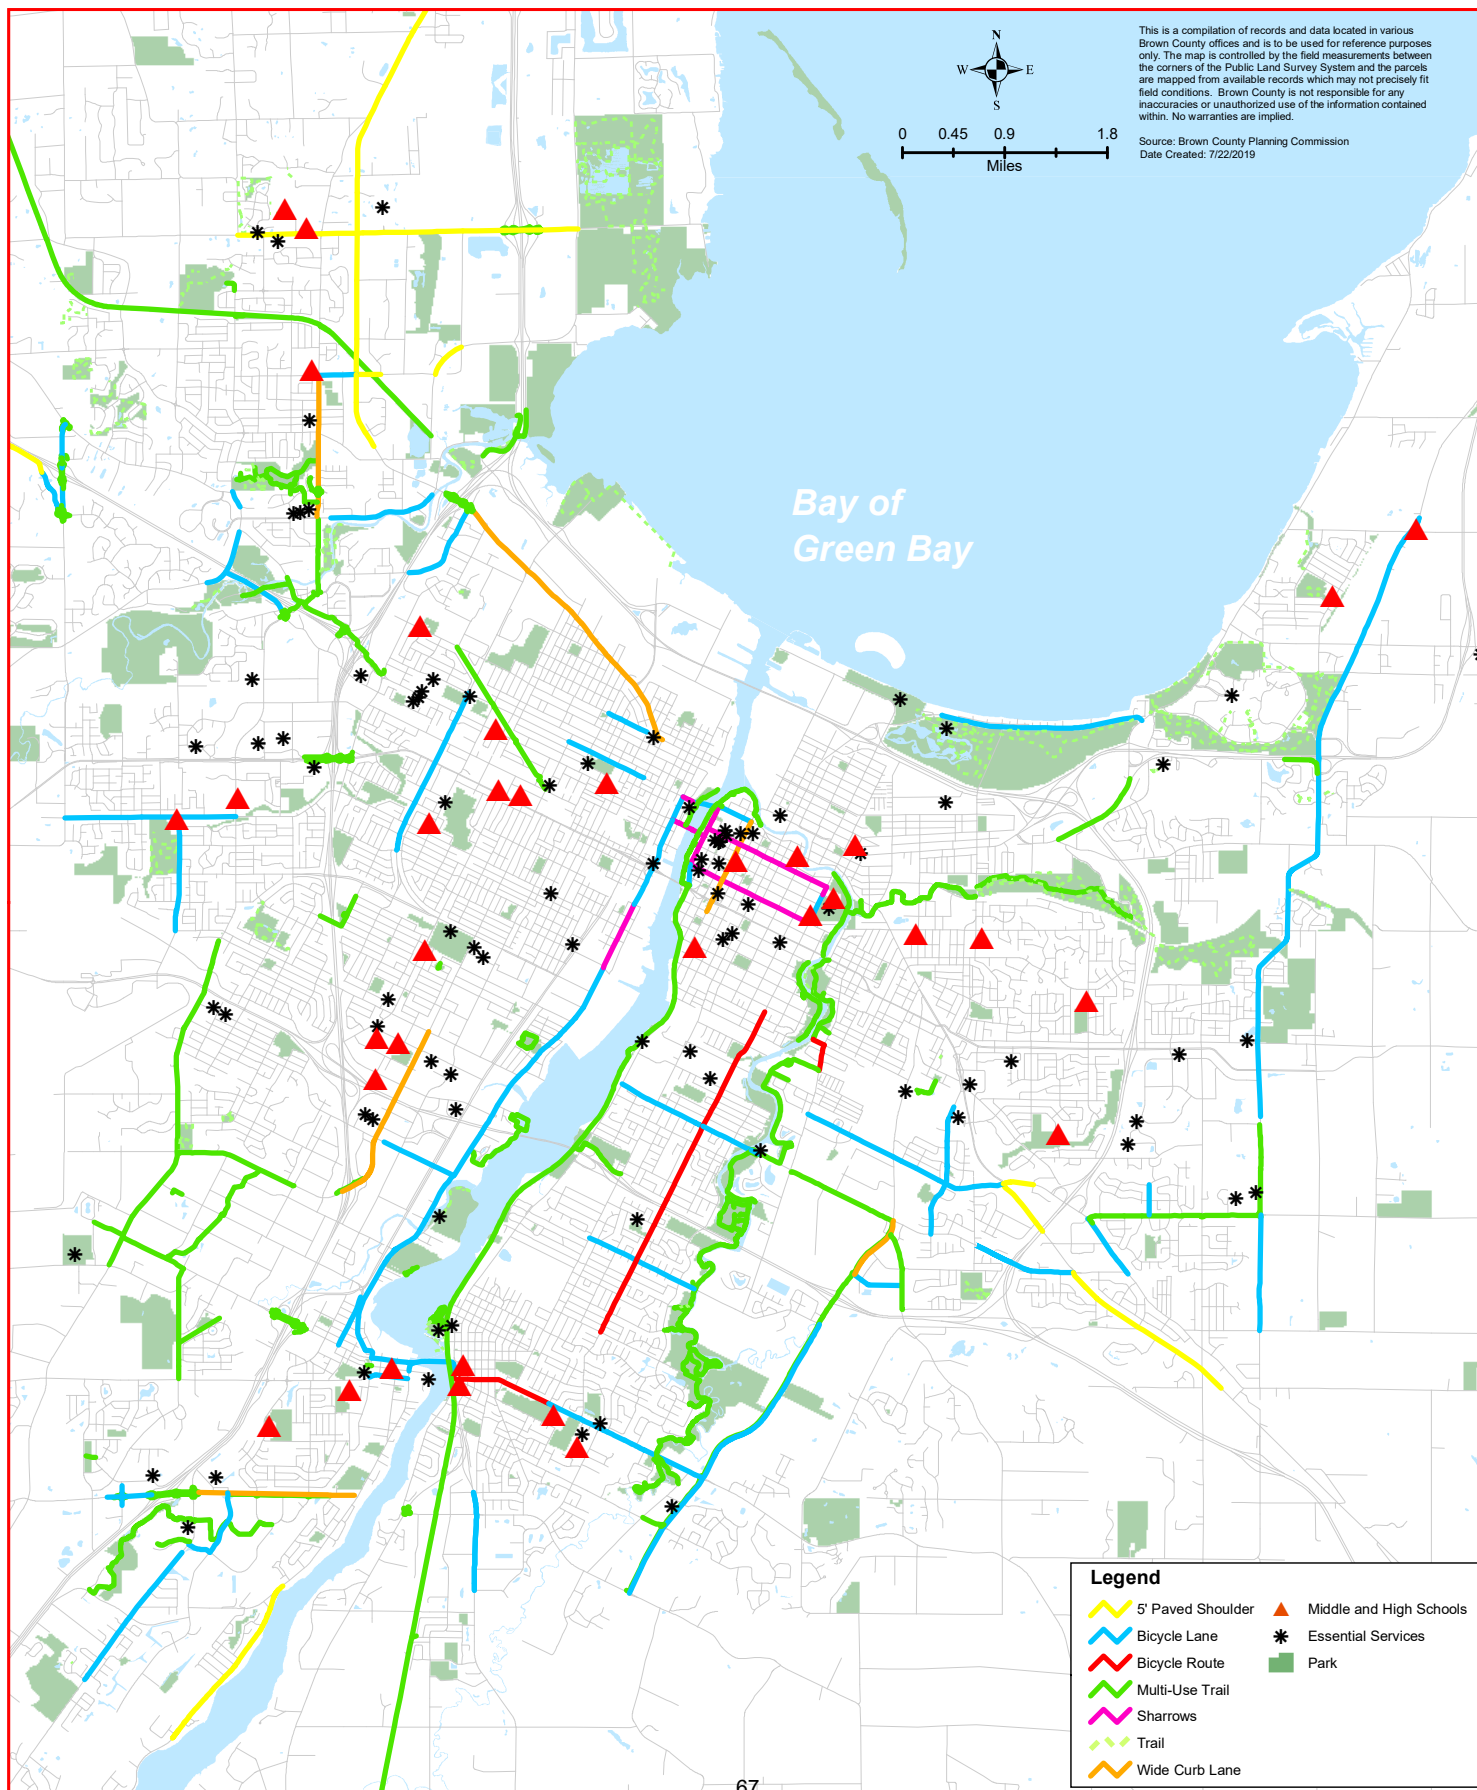 This is a compilation of records and data located in various
Brown County offices and is to be used for reference purposes
only. The map is controlled by the field measurements between
the corners of the Public Land Survey System and the parcels
are mapped from available records which may not precisely fit
field conditions. Brown County is not responsible for any
inaccuracies or unauthorized use of the information contained
within. No warranties are implied.
Source: Brown County Planning Commission
Date Created: 7/22/2019
N
W E
S
0 0.45 0.9 1.8
Miles
Bay of
Green Bay
Legend
5' Paved Shoulder
Bicycle Lane
Bicycle Route
Multi-Use Trail
Sharrows
Trail
Wide Curb Lane
Middle and High Schools
Essential Services
Park
67